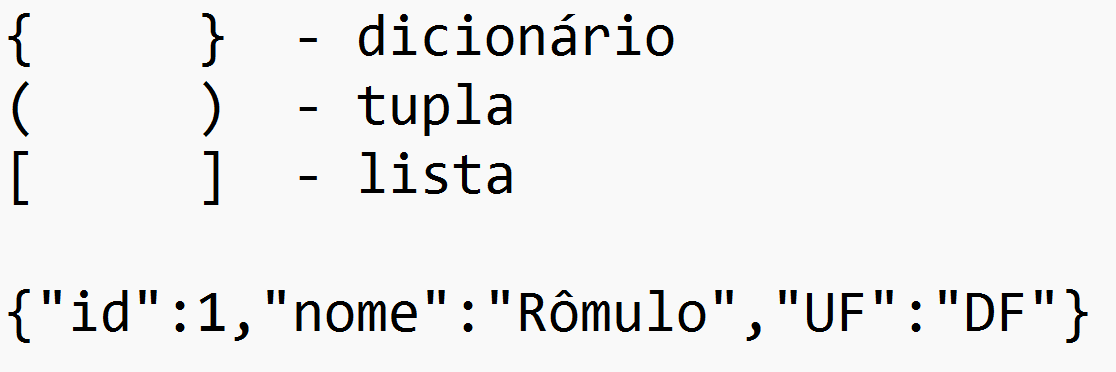 {     }  - dicionário
(     )  - tupla
[     ]  - lista
{"id":1,"nome":"Rômulo","UF":"DF"}